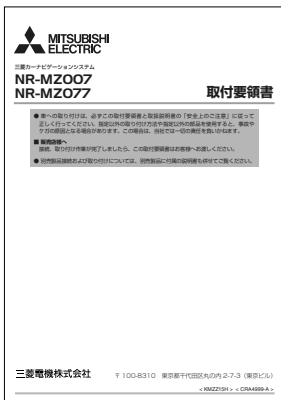 MITSUBISHI
ELECTRIC
三菱カーナビゲーションシステム
NR-MZ007
NR-MZ077
取付要領書
● 車への取り付けは、必ずこの取付要領書と取扱説明書の「安全上のご注意」に従って
正しく行ってください。指定以外の取り付け方法や指定以外の部品を使用すると、事故や
ケガの原因となる場合があります。この場合は、当社では一切の責任を負いかねます。
■ 販売店様へ
接続、取り付け作業が完了しましたら、この取付要領書はお客様へお渡しください。
● 別売製品接続および取り付けについては、別売製品に付属の説明書も併せてご覧ください。
三菱電機株式会社
〒100-8310 東京都千代田区丸の内 2-7-3（東京ビル）
< KMZZ15H > < CRA4999-A >